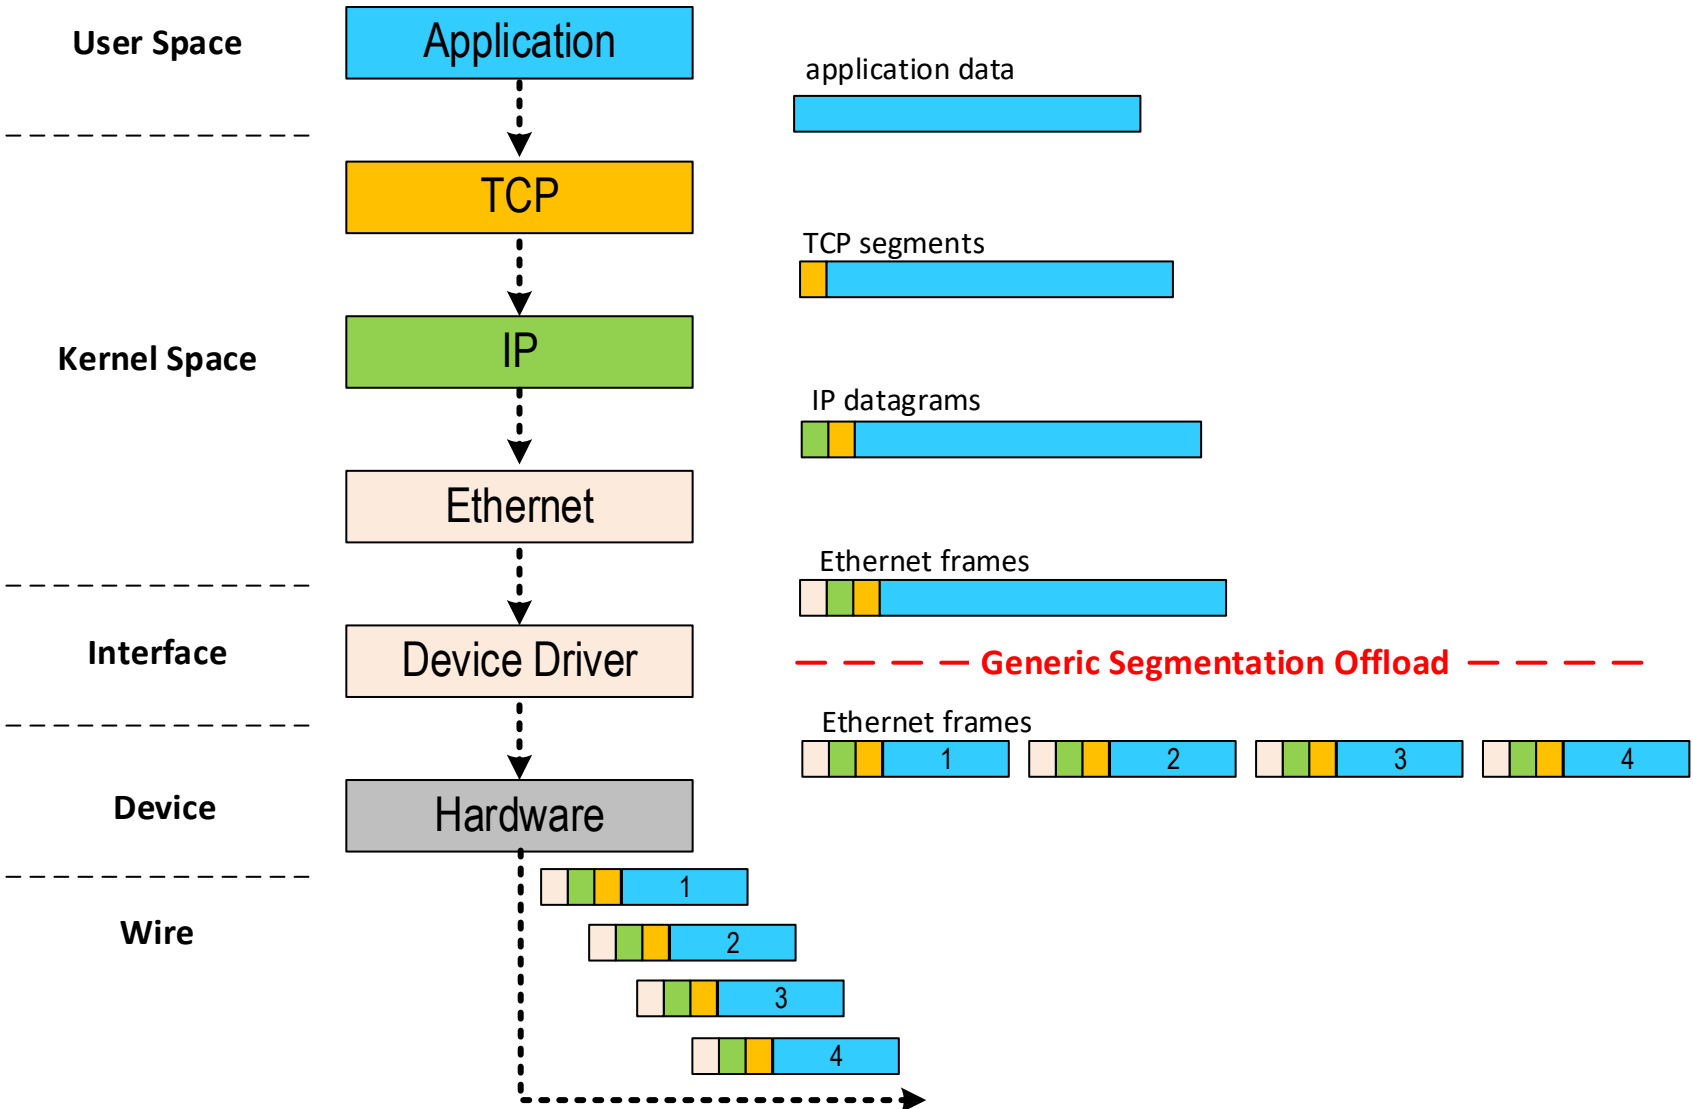 User Space
Application
application data
TCP
TCP segments
Kernel Space
IP
IP datagrams
Ethernet
Ethernet frames
Interface
Device Driver
Generic Segmentation Offload
Ethernet frames
1 2 3 4
Device
Hardware
Wire
1
2
3
4